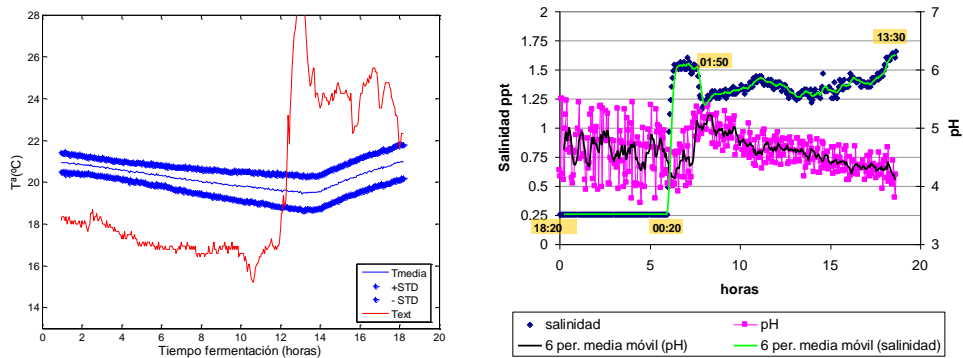 28
26
24
22
20
18
16
14
0 2 4 6 8 10 12 14 16 18 20
Tª(ºC)
Tiempo fermentación (horas)
Tmedia
+STD
- STD
Text
2
1.75
1.5
1.25
1
0.75
0.5
0.25
0
Salinidad ppt
7
6
5
4
3
pH
01:50
13:30
18:20
00:20
0 5 10 15 20
horas
salinidad
pH
6 per. media móvil (pH)
6 per. media móvil (salinidad)